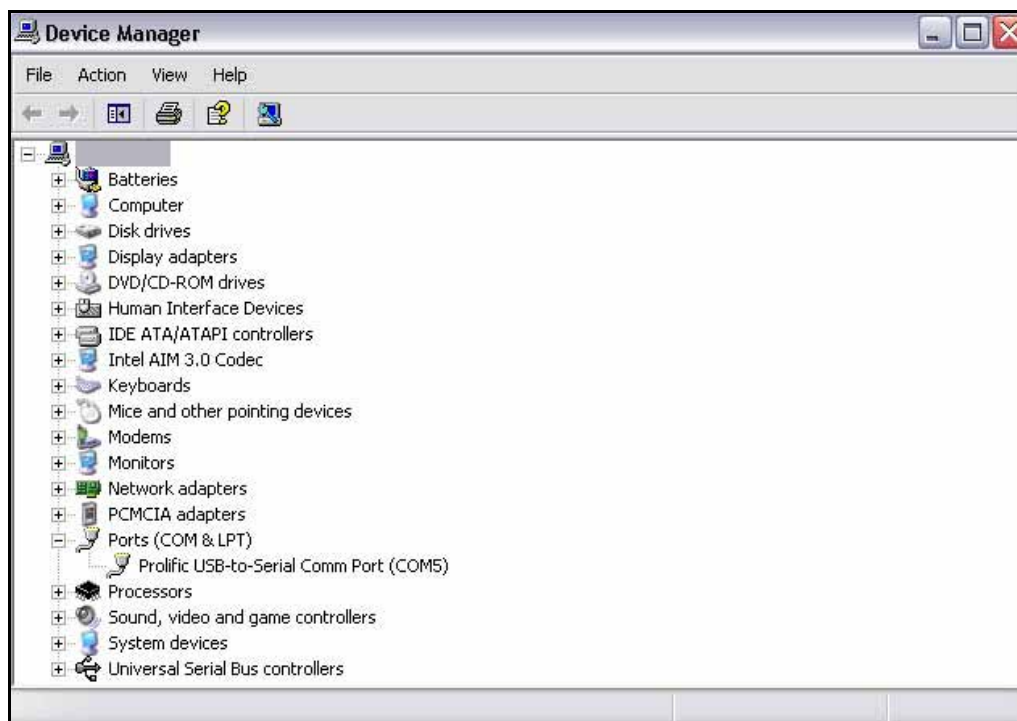 Device Manager
File Action View Help
Batteries
Computer
Disk drives
Display adapters
DVD/CD-ROM drives
Human Interface Devices
IDE ATA/ATAPI controllers
Intel AIM 3.0 Codec
Keyboards
Mice and other pointing devices
Modems
Monitors
Network adapters
PCMCIA adapters
Ports (COM & LPT)
Prolific USB-to-Serial Comm Port (COM5)
Processors
Sound, video and game controllers
System devices
Universal Serial Bus controllers